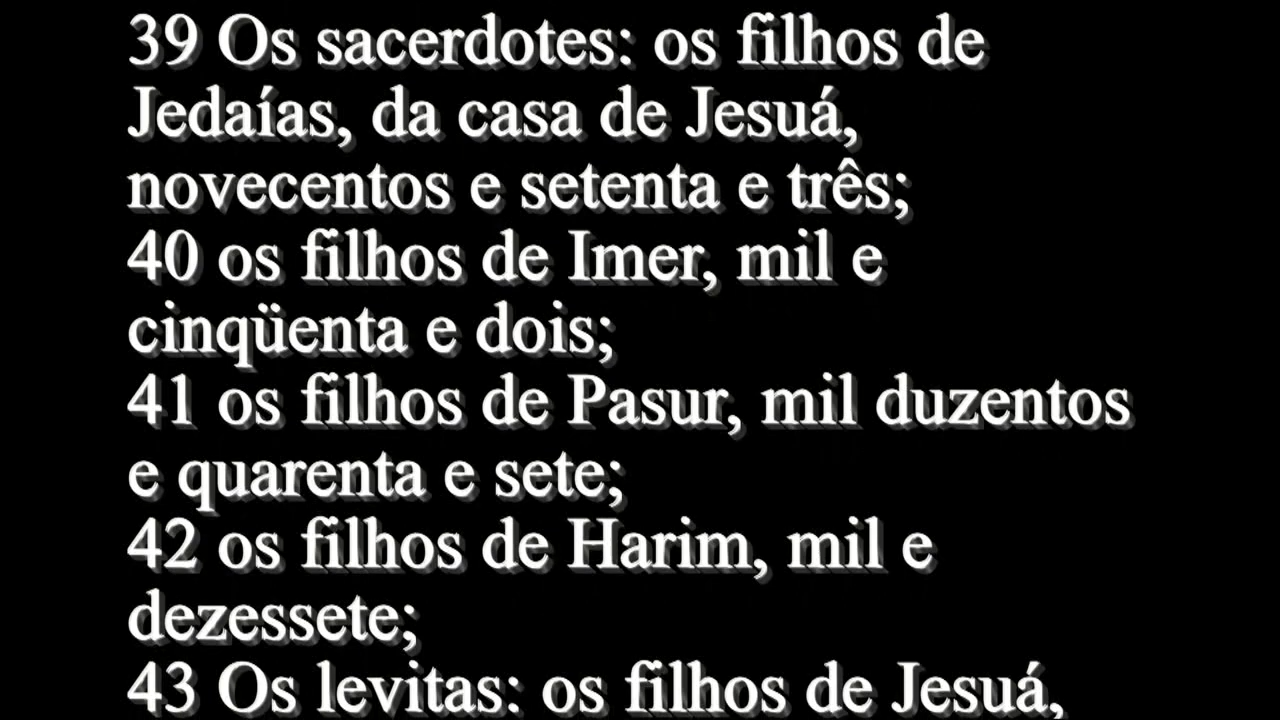 39 Os sacerdotes: os filhos de
Jedaías, da casa de Jesuá,
novecentos e setenta e três;
40 os filhos de Imer, mil e
cinqüenta e dois;
41 os filhos de Pasur, mil duzentos
e quarenta e sete;
42 os filhos de Harim, mil e
dezessete;
43 Os levitas: os filhos de Jesuá,